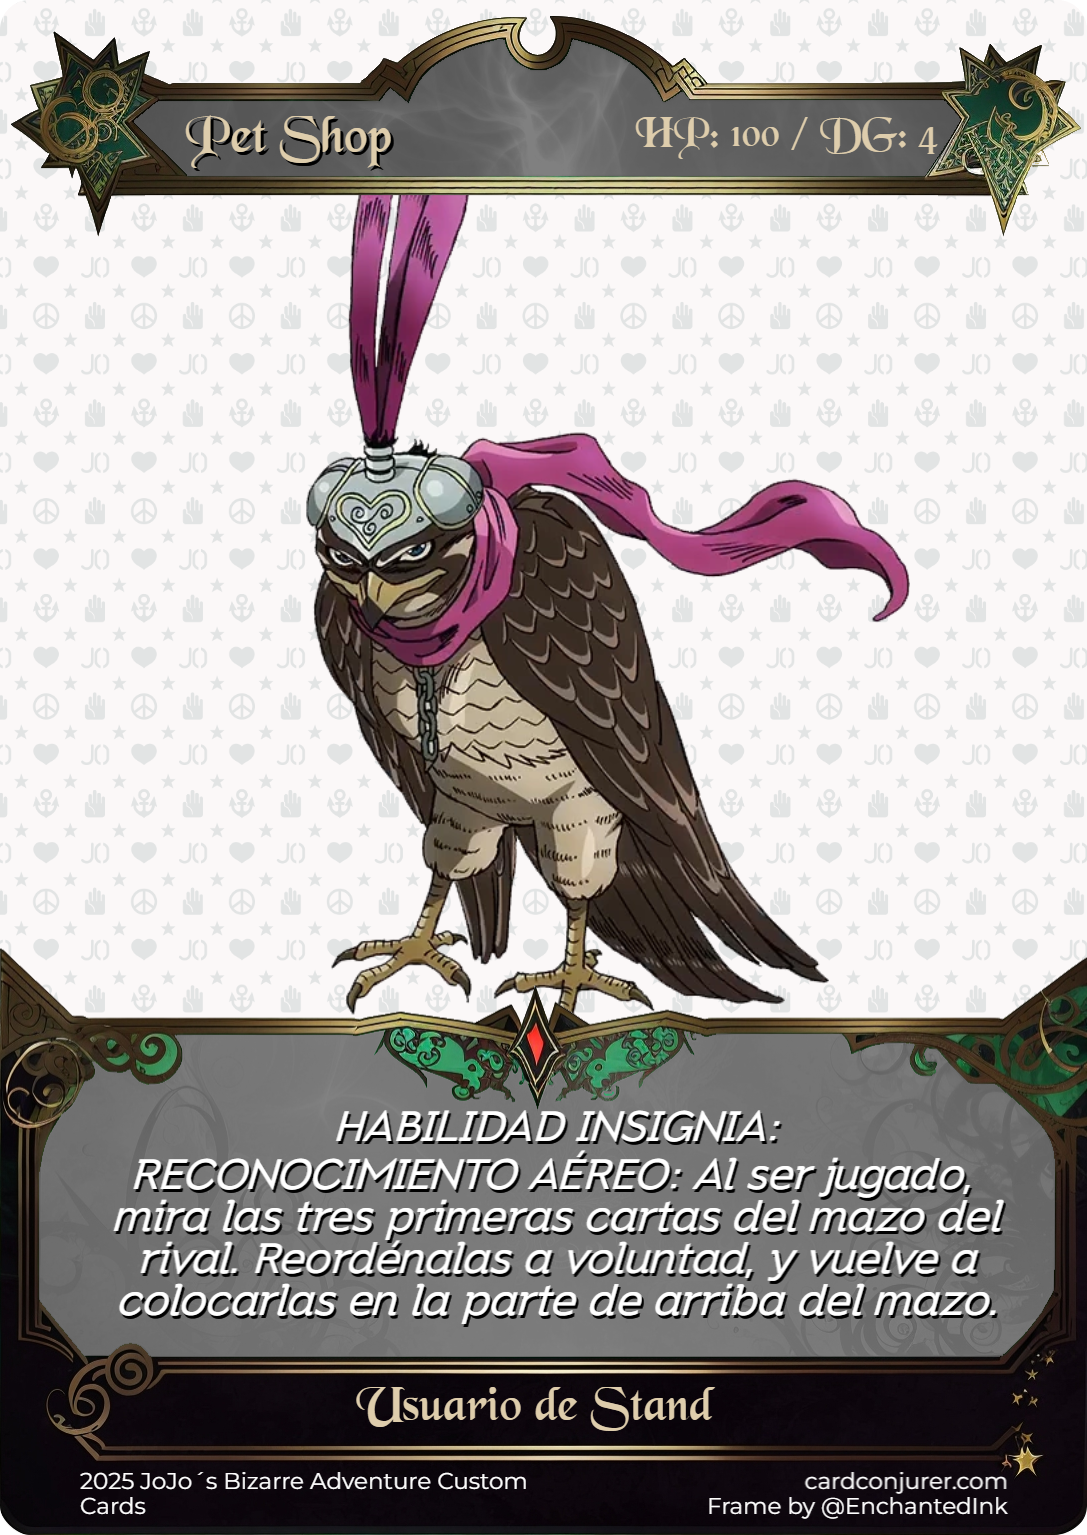 Pet Shop
HP: 100 / DG: 4
HABILIDAD INSIGNIA:
RECONOCIMIENTO AÉREO: Al ser jugado,
mira las tres primeras cartas del mazo del
rival. Reordénalas a voluntad, y vuelve a
colocarlas en la parte de arriba del mazo.
Usuario de Stand
2025 JoJo´s Bizarre Adventure Custom
Cards
cardconjurer.com
Frame by @EnchantedInk